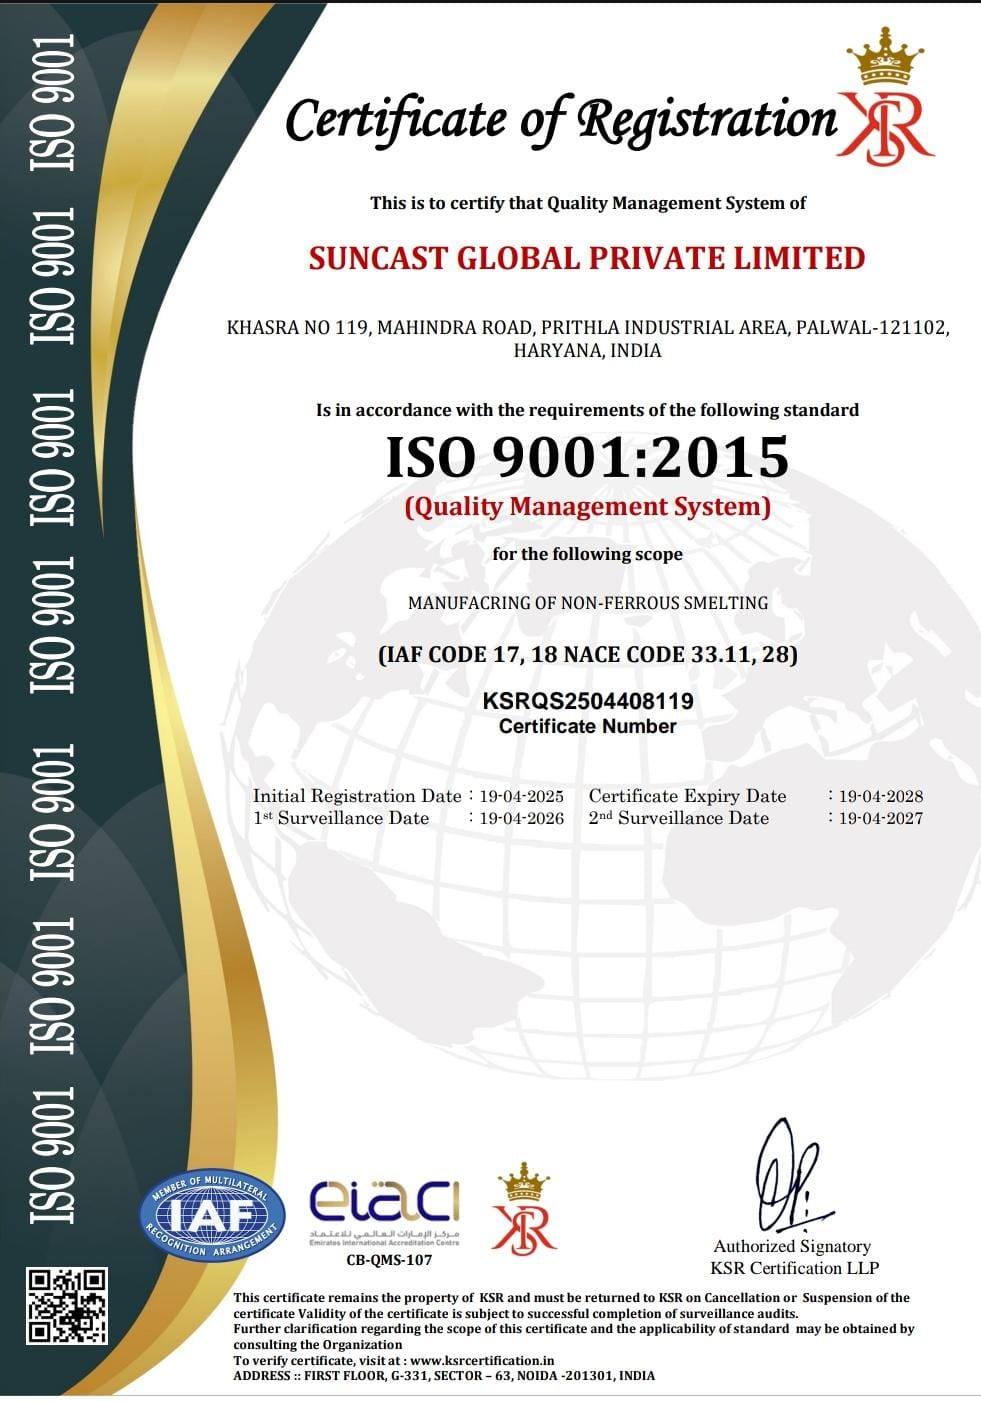 Certificate of Registration
KSR
This is to certify that Quality Management System of
SUNCAST GLOBAL PRIVATE LIMITED
KHASRA NO 119, MAHINDRA ROAD, PRITHLA INDUSTRIAL AREA, PALWAL-121102,
HARYANA, INDIA
Is in accordance with the requirements of the following standard
ISO 9001:2015
(Quality Management System)
for the following scope
MANUFACRING OF NON-FERROUS SMELTING
(IAF CODE 17, 18 NACE CODE 33.11, 28)
KSRQS2504408119
Certificate Number
Initial Registration Date : 19-04-2025 Certificate Expiry Date : 19-04-2028
1st Surveillance Date : 19-04-2026 2nd Surveillance Date : 19-04-2027
ISO 9001
ISO 9001
ISO 9001
ISO 9001
ISO 9001
ISO 9001
ISO 9001
MEMBER OF MULTILATERAL
IAF
RECOGNITION ARRANGEMENT
eiac
مركز الإمارات العالمي للاعتماد
Emirates International Accreditation Centre
CB-QMS-107
KSR
Authorized Signatory
KSR Certification LLP
This certificate remains the property of KSR and must be returned to KSR on Cancellation or Suspension of the
certificate Validity of the certificate is subject to successful completion of surveillance audits.
Further clarification regarding the scope of this certificate and the applicability of standard may be obtained by
consulting the Organization
To verify certificate, visit at : www.ksrcertification.in
ADDRESS :: FIRST FLOOR, G-331, SECTOR – 63, NOIDA -201301, INDIA